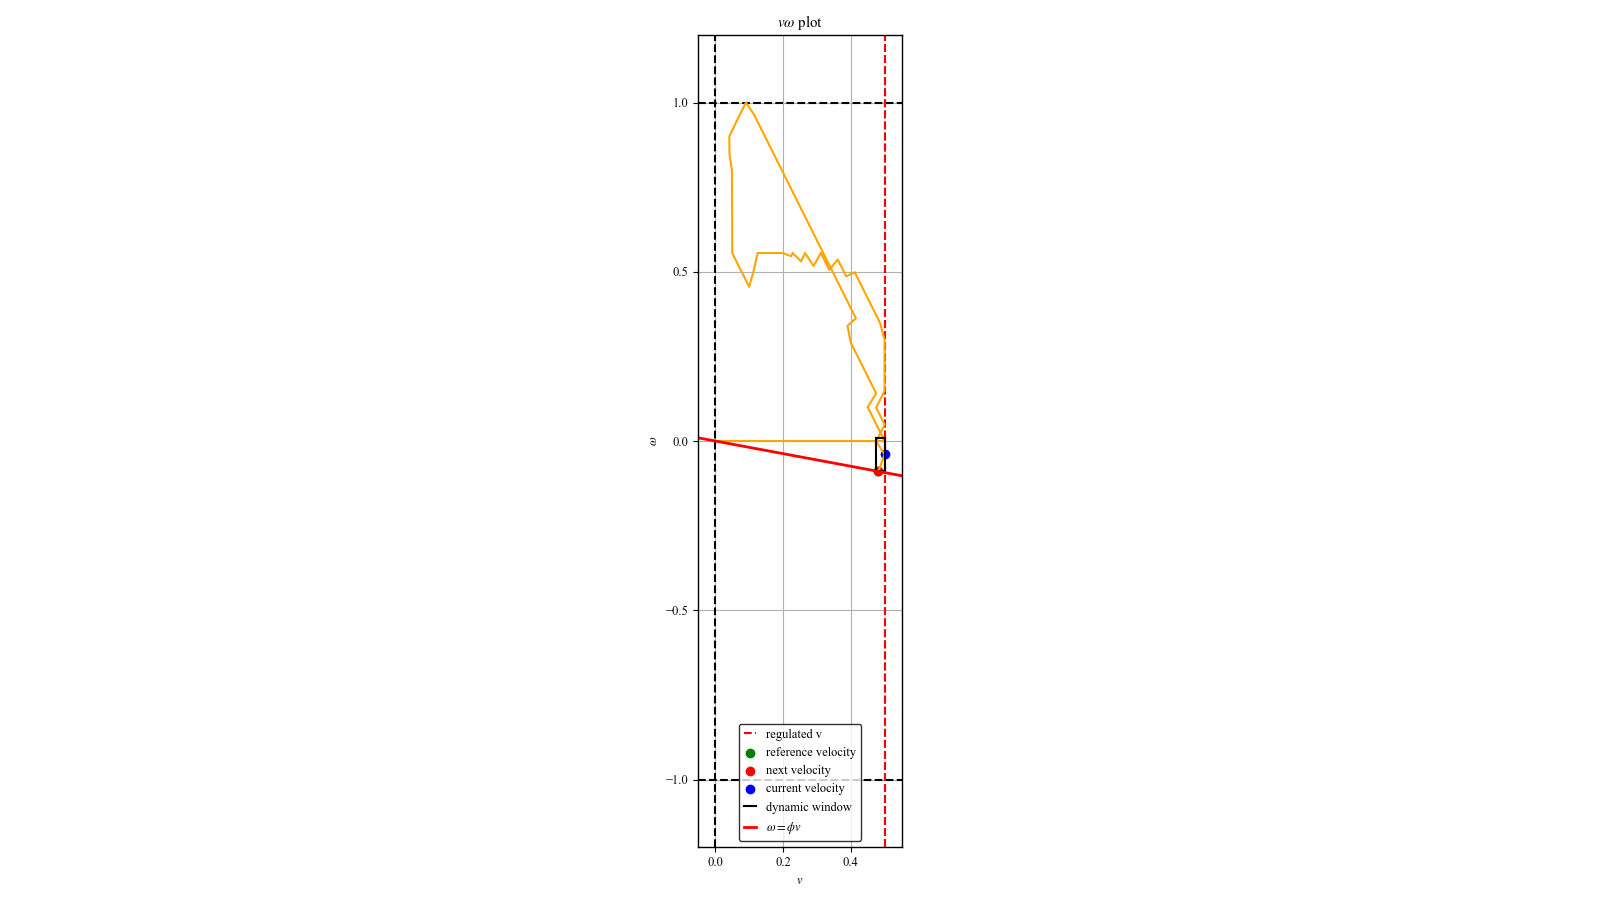 vω plot
1.0
0.5
0.0
−0.5
−1.0
ω
0.0 0.2 0.4
v
regulated v
reference velocity
next velocity
current velocity
dynamic window
ω = ϕv